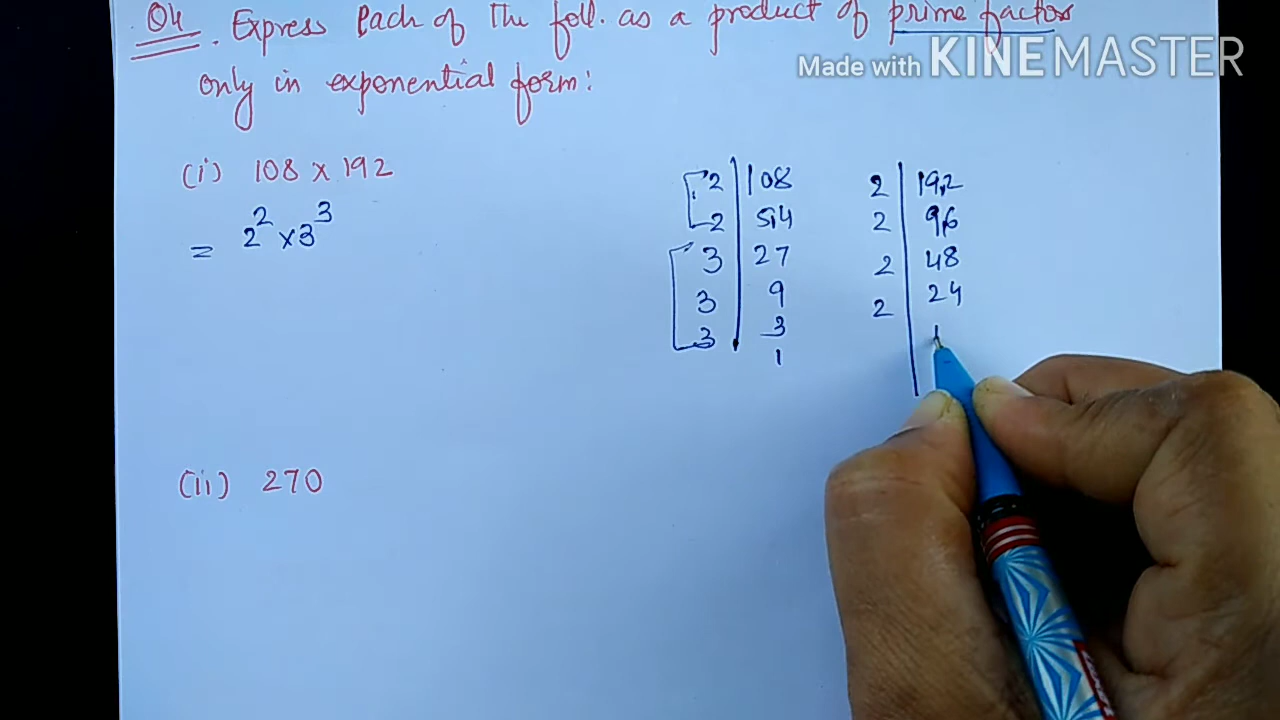 Q4. Express Each of The foll. as a product of prime factors
only in exponential form:
Made with KINEMASTER
(i) 108 x 192
= 2² x 3³
2 | 108
2 | 54
3 | 27
3 | 9
3 | 3
1
2 | 192
2 | 96
2 | 48
2 | 24
1
(ii) 270